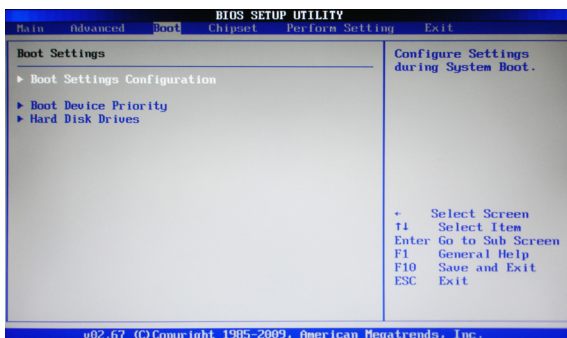 BIOS SETUP UTILITY
Main Advanced Boot Chipset Perform Setting Exit
Boot Settings
▶ Boot Settings Configuration
▶ Boot Device Priority
▶ Hard Disk Drives
Configure Settings
during System Boot.
← Select Screen
↑↓ Select Item
Enter Go to Sub Screen
F1 General Help
F10 Save and Exit
ESC Exit
v02.67 (C)Copyright 1985-2009, American Megatrends, Inc.